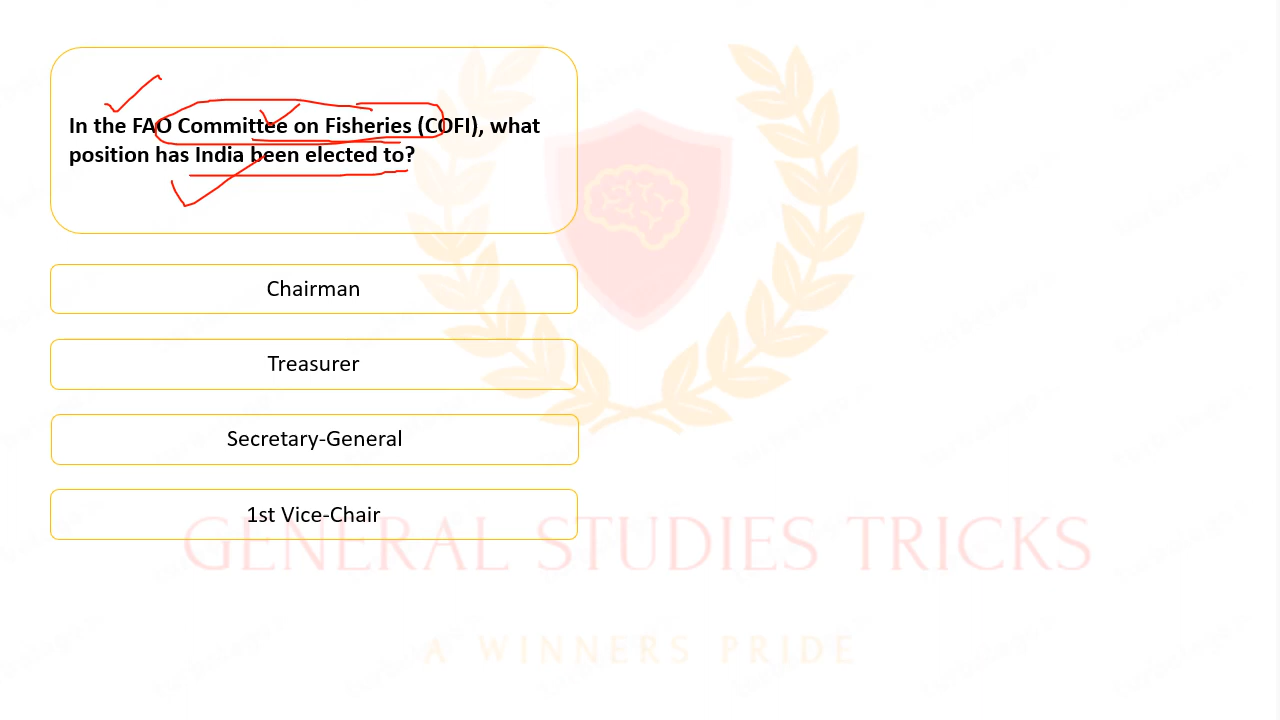 In the FAO Committee on Fisheries (COFI), what
position has India been elected to?
Chairman
Treasurer
Secretary-General
1st Vice-Chair
GENERAL STUDIES TRICKS
A WINNERS PRIDE